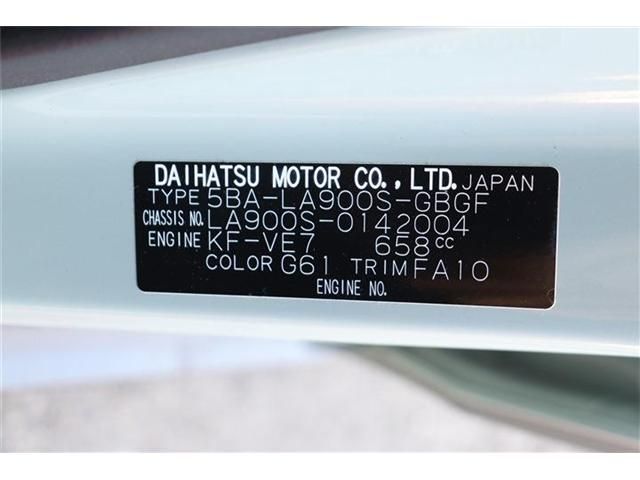 DAIHATSU MOTOR CO.,LTD. JAPAN
TYPE 5BA-LA900S-GBGF
CHASSIS NO. LA900S-0142004
ENGINE KF-VE7 658cc
COLOR G61 TRIM FA10
ENGINE NO.